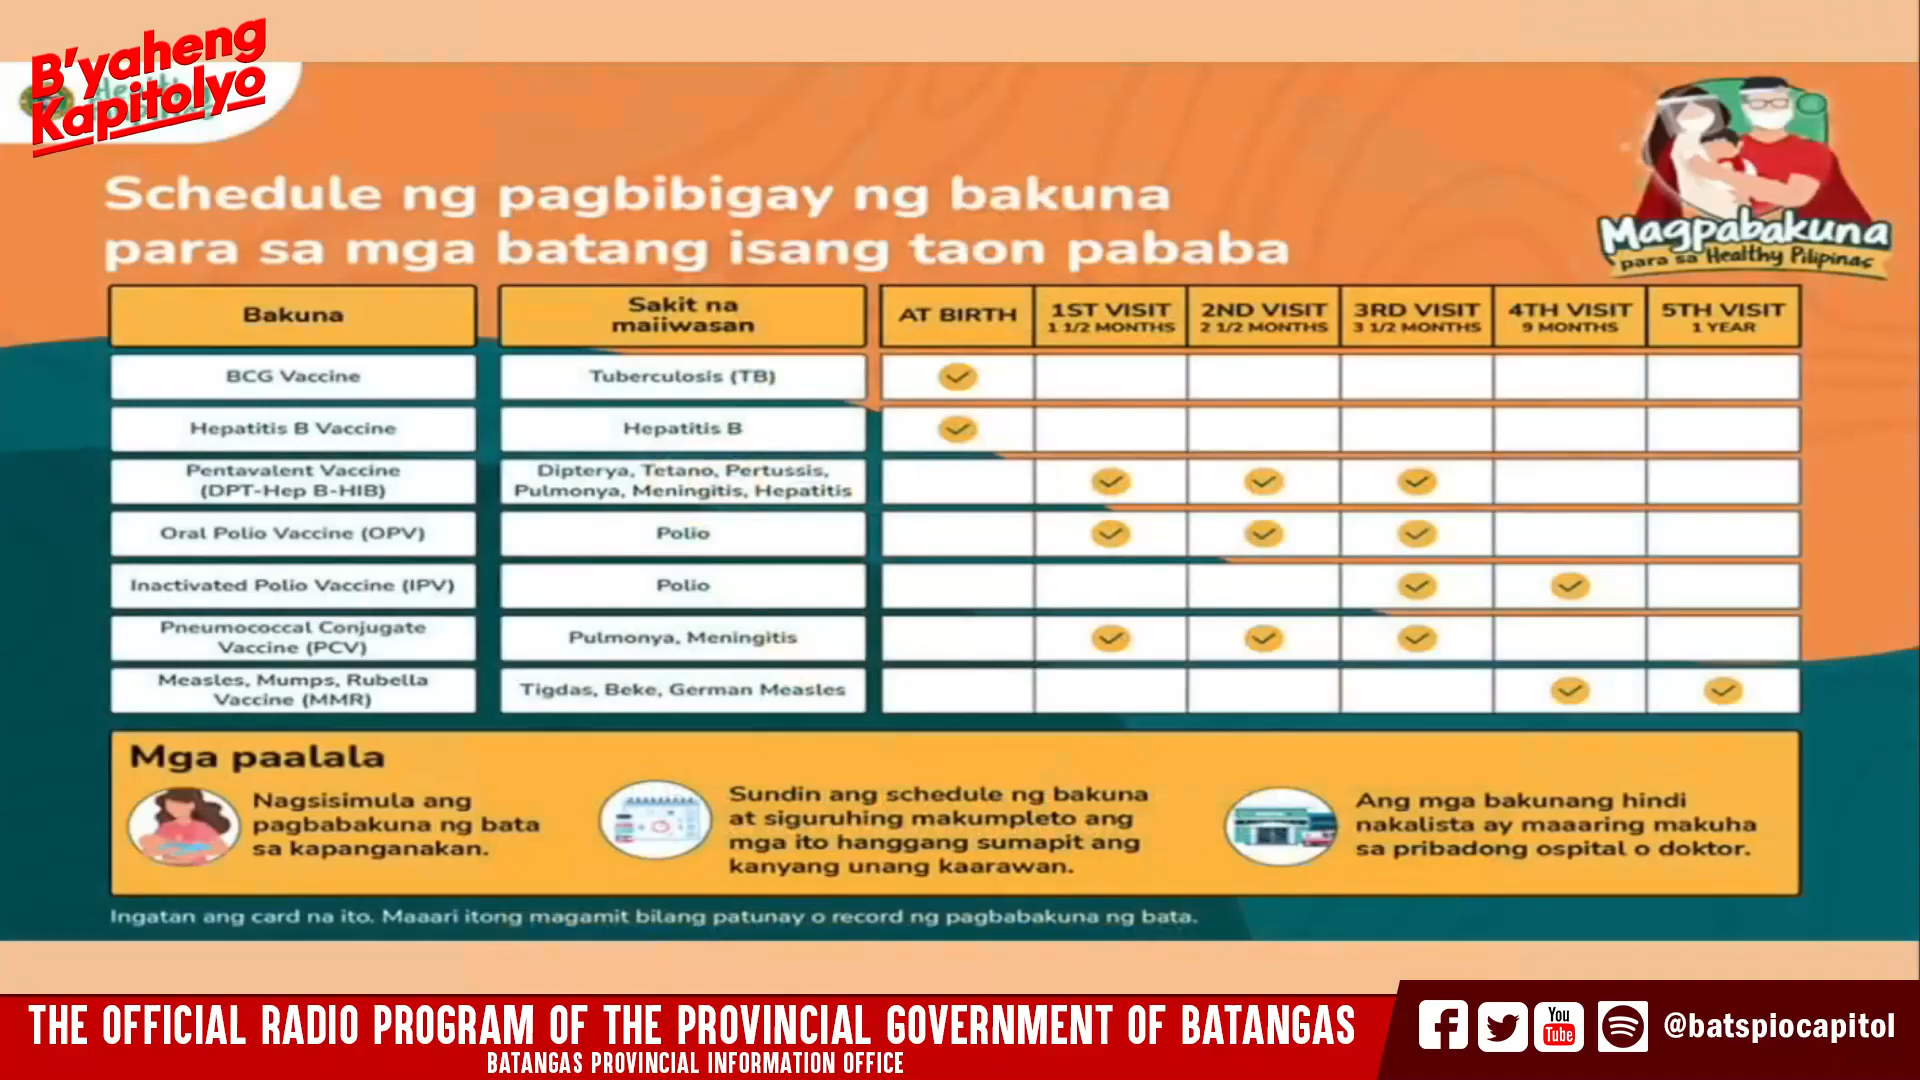 B'yaheng
Kapitolyo
Schedule ng pagbibigay ng bakuna
para sa mga batang isang taon pababa
Magpabakuna
para sa Healthy Pilipinas
Bakuna
Sakit na
maiiwasan
AT BIRTH
1ST VISIT
1 1/2 MONTHS
2ND VISIT
2 1/2 MONTHS
3RD VISIT
3 1/2 MONTHS
4TH VISIT
9 MONTHS
5TH VISIT
1 YEAR
BCG Vaccine
Tuberculosis (TB)
Hepatitis B Vaccine
Hepatitis B
Pentavalent Vaccine
(DPT-Hep B-HIB)
Dipterya, Tetano, Pertussis,
Pulmonya, Meningitis, Hepatitis
Oral Polio Vaccine (OPV)
Polio
Inactivated Polio Vaccine (IPV)
Polio
Pneumococcal Conjugate
Vaccine (PCV)
Pulmonya, Meningitis
Measles, Mumps, Rubella
Vaccine (MMR)
Tigdas, Beke, German Measles
Mga paalala
Nagsisimula ang
pagbabakuna ng bata
sa kapanganakan.
Sundin ang schedule ng bakuna
at siguruhing makumpleto ang
mga ito hanggang sumapit ang
kanyang unang kaarawan.
Ang mga bakunang hindi
nakalista ay maaaring makuha
sa pribadong ospital o doktor.
Ingatan ang card na ito. Maaari itong magamit bilang patunay o record ng pagbabakuna ng bata.
THE OFFICIAL RADIO PROGRAM OF THE PROVINCIAL GOVERNMENT OF BATANGAS
BATANGAS PROVINCIAL INFORMATION OFFICE
You
Tube
@batspiocapitol